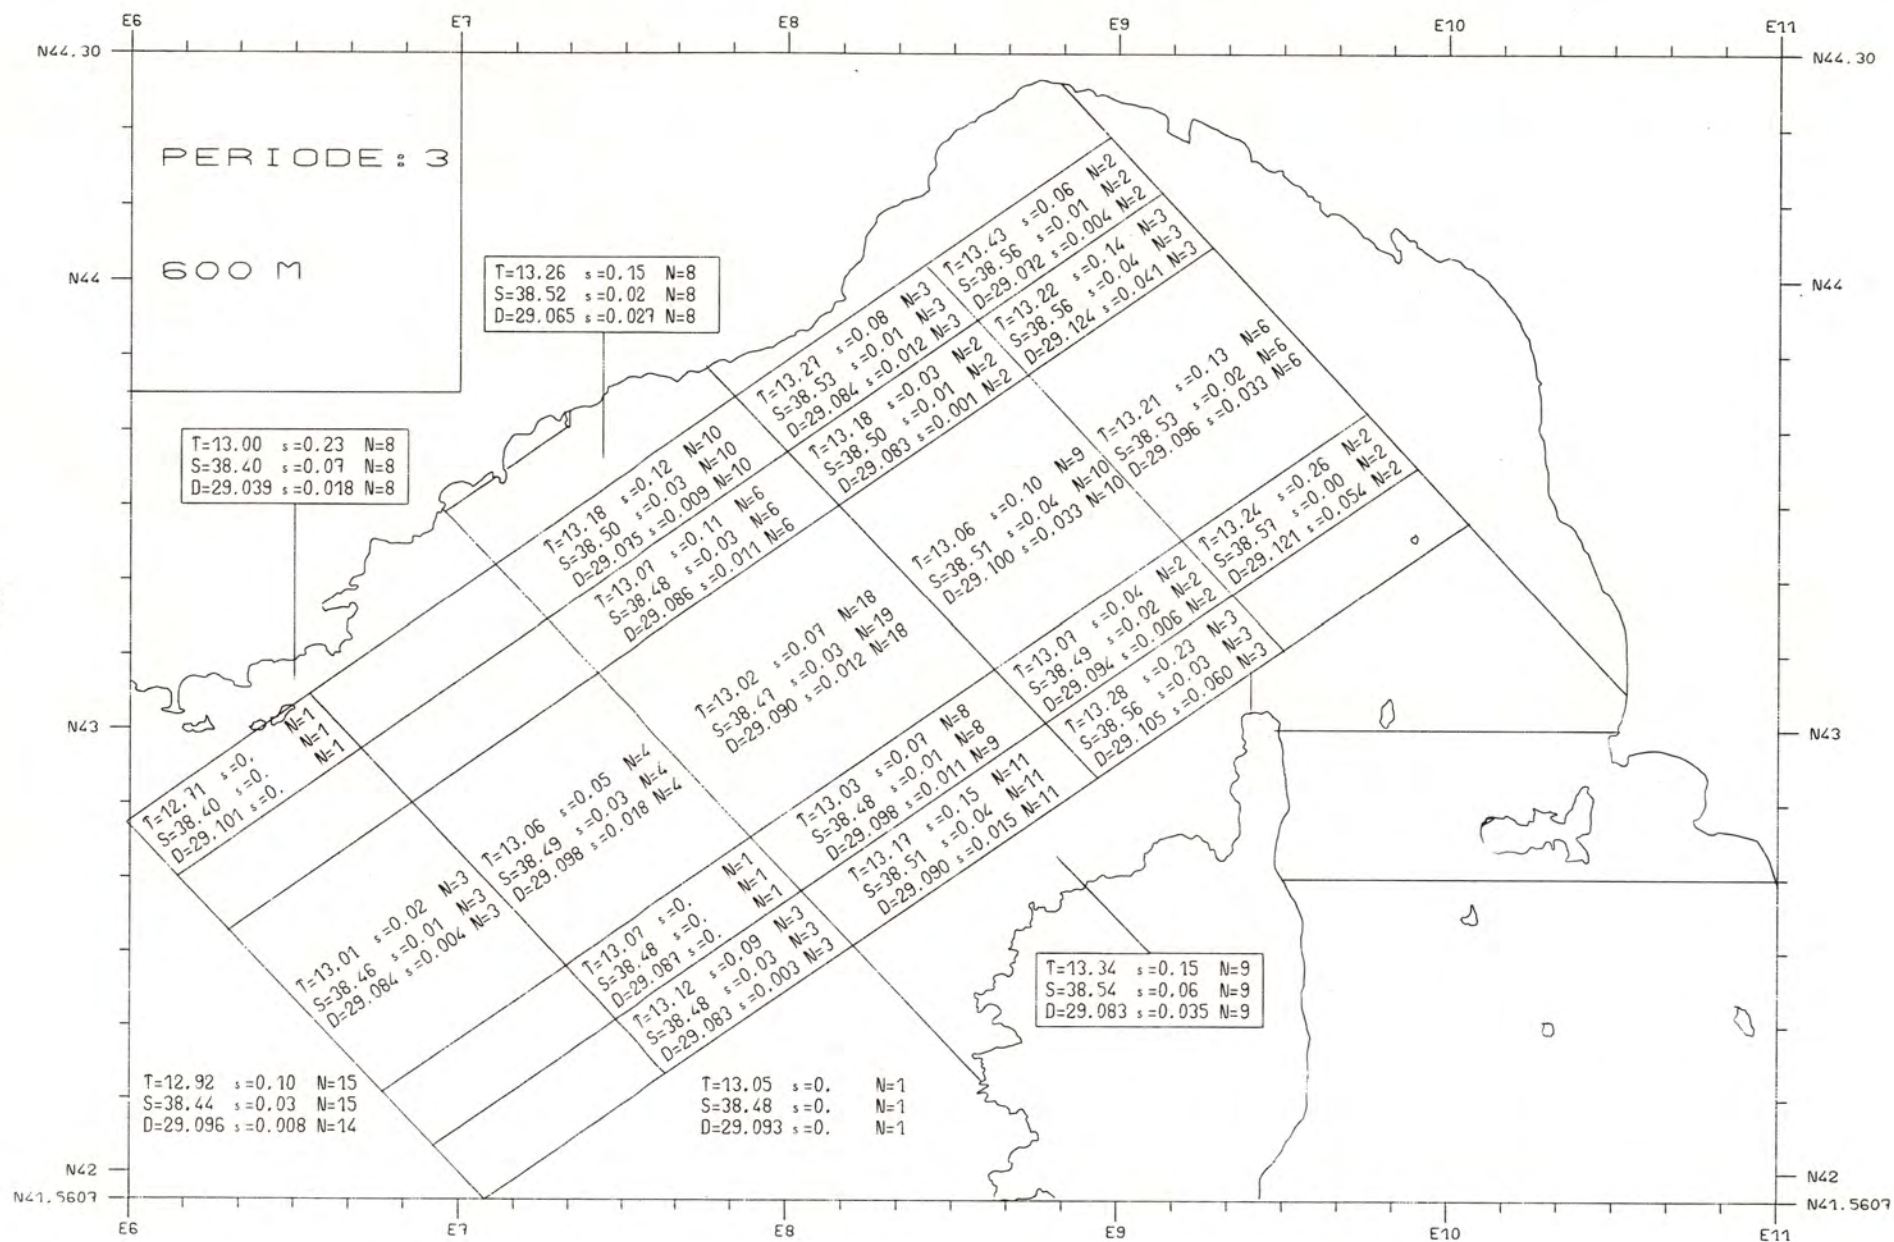 E6 E7 E8 E9 E10 E11
N44.30 N44.30
PERIODE: 3
600 M
N44 N44
T=13.26 s=0.15 N=8
S=38.52 s=0.02 N=8
D=29.065 s=0.027 N=8
T=13.00 s=0.23 N=8
S=38.40 s=0.07 N=8
D=29.039 s=0.018 N=8
T=13.43 s=0.06 N=2
S=38.56 s=0.01 N=2
D=29.072 s=0.004 N=2
T=13.27 s=0.08 N=3
S=38.53 s=0.01 N=3
D=29.084 s=0.012 N=3
T=13.22 s=0.14 N=3
S=38.56 s=0.04 N=3
D=29.124 s=0.041 N=3
T=13.18 s=0.12 N=10
S=38.50 s=0.03 N=10
D=29.075 s=0.009 N=10
T=13.18 s=0.03 N=2
S=38.50 s=0.01 N=2
D=29.083 s=0.001 N=2
T=13.21 s=0.13 N=6
S=38.53 s=0.02 N=6
D=29.096 s=0.033 N=6
T=13.07 s=0.11 N=6
S=38.48 s=0.03 N=6
D=29.086 s=0.011 N=6
T=13.06 s=0.10 N=9
S=38.51 s=0.04 N=10
D=29.100 s=0.033 N=10
T=13.24 s=0.26 N=2
S=38.57 s=0.00 N=2
D=29.121 s=0.054 N=2
T=13.02 s=0.07 N=18
S=38.47 s=0.03 N=19
D=29.090 s=0.012 N=18
T=13.07 s=0.04 N=2
S=38.49 s=0.02 N=2
D=29.094 s=0.006 N=2
T=13.28 s=0.23 N=3
S=38.56 s=0.03 N=3
D=29.105 s=0.060 N=3
N43 N43
T=12.71 s=0. N=1
S=38.40 s=0. N=1
D=29.101 s=0. N=1
T=13.06 s=0.05 N=4
S=38.49 s=0.03 N=4
D=29.098 s=0.018 N=4
T=13.03 s=0.07 N=8
S=38.48 s=0.01 N=8
D=29.098 s=0.011 N=9
T=13.17 s=0.15 N=11
S=38.51 s=0.04 N=11
D=29.090 s=0.015 N=11
T=13.01 s=0.02 N=3
S=38.46 s=0.01 N=3
D=29.084 s=0.004 N=3
T=13.07 s=0. N=1
S=38.48 s=0. N=1
D=29.087 s=0. N=1
T=13.12 s=0.09 N=3
S=38.48 s=0.03 N=3
D=29.083 s=0.003 N=3
T=13.34 s=0.15 N=9
S=38.54 s=0.06 N=9
D=29.083 s=0.035 N=9
T=12.92 s=0.10 N=15
S=38.44 s=0.03 N=15
D=29.096 s=0.008 N=14
T=13.05 s=0. N=1
S=38.48 s=0. N=1
D=29.093 s=0. N=1
N42 N42
N41.5607 N41.5607
E6 E7 E8 E9 E10 E11